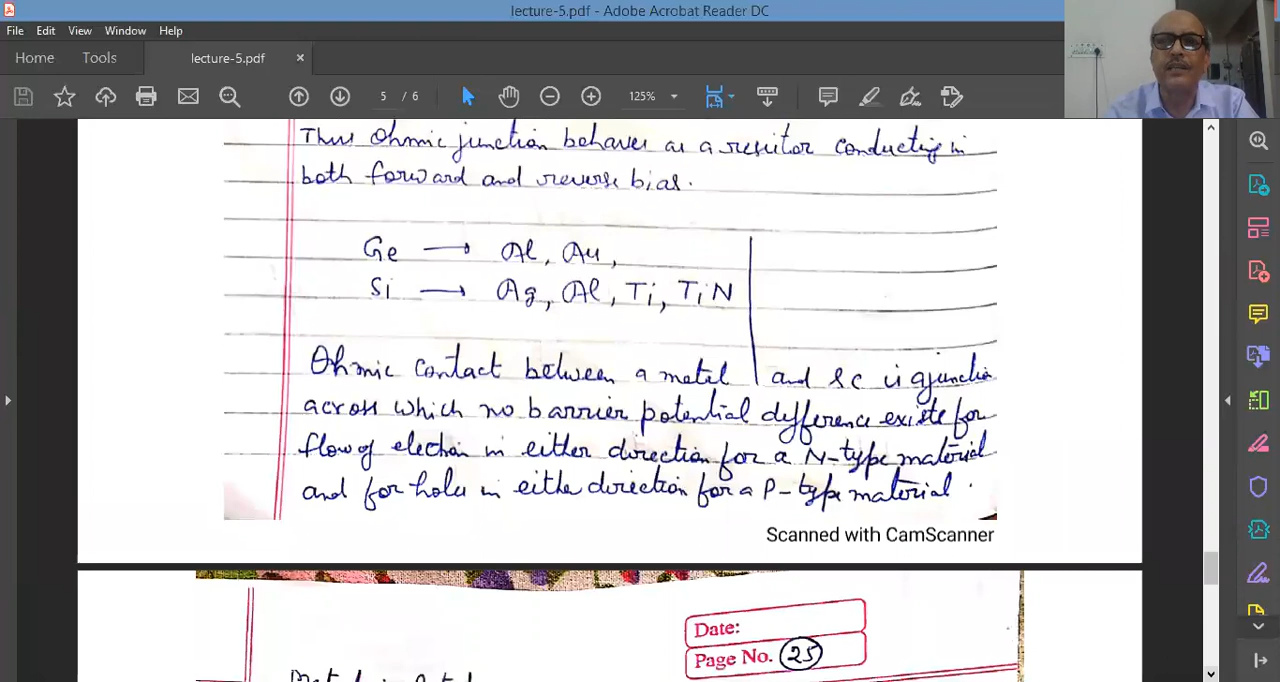 lecture-5.pdf - Adobe Acrobat Reader DC
File Edit View Window Help
Home Tools lecture-5.pdf ×
5 / 6 125%
Thus Ohmic junction behaves as a resistor conducting in
both forward and reverse bias.
Ge → Al, Au,
Si → Ag, Al, Ti, TiN
Ohmic contact between a metal and SC is a junction
across which no barrier potential difference exists for
flow of electron in either direction for a N-type material
and for holes in either direction for a P-type material.
Scanned with CamScanner
Date:
Page No. 25